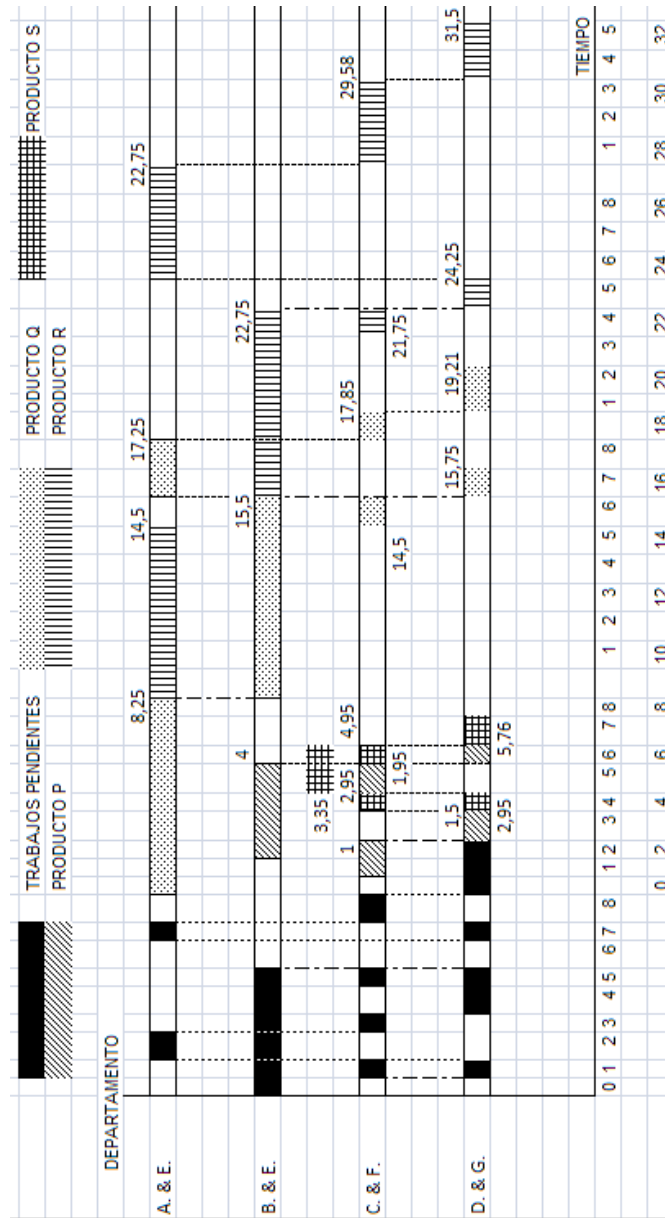 TRABAJOS PENDIENTES PRODUCTO Q PRODUCTO S
PRODUCTO P PRODUCTO R
DEPARTAMENTO
8,25 14,5 17,25 22,75
A. & E.
4 15,5 22,75
B. & E.
3,35
1 2,95 4,95 17,85 29,58
C. & F.
1,95 14,5 21,75
1,5 15,75 19,21 24,25 31,5
D. & G.
2,95 5,76
TIEMPO
0 1 2 3 4 5 6 7 8 1 2 3 4 5 6 7 8 1 2 3 4 5 6 7 8 1 2 3 4 5 6 7 8 1 2 3 4 5
0 2 4 6 8 10 12 14 16 18 20 22 24 26 28 30 32